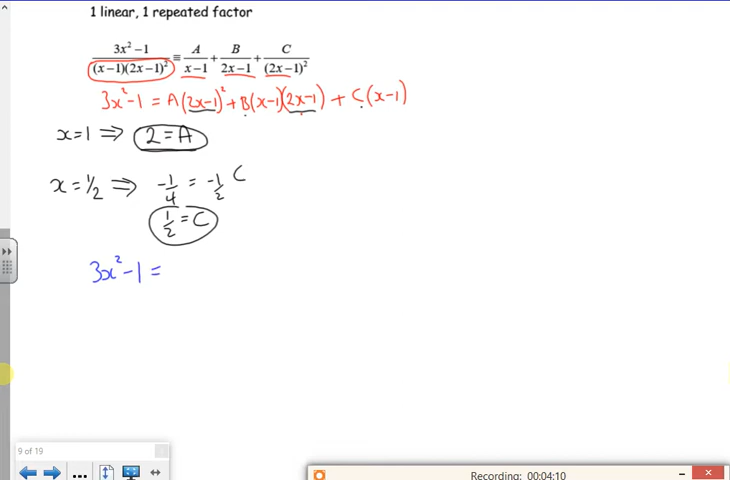 1 linear, 1 repeated factor
3x² −1 / (x−1)(2x−1)² ≡ A / x−1 + B / 2x−1 + C / (2x−1)²
3x² −1 = A(2x−1)² + B(x−1)(2x−1) + C(x−1)
x=1 ⇒ 2 = A
x = 1/2 ⇒ −1/4 = −1/2 C
1/2 = C
3x² −1 =
9 of 19
... Recording: 00:04:10